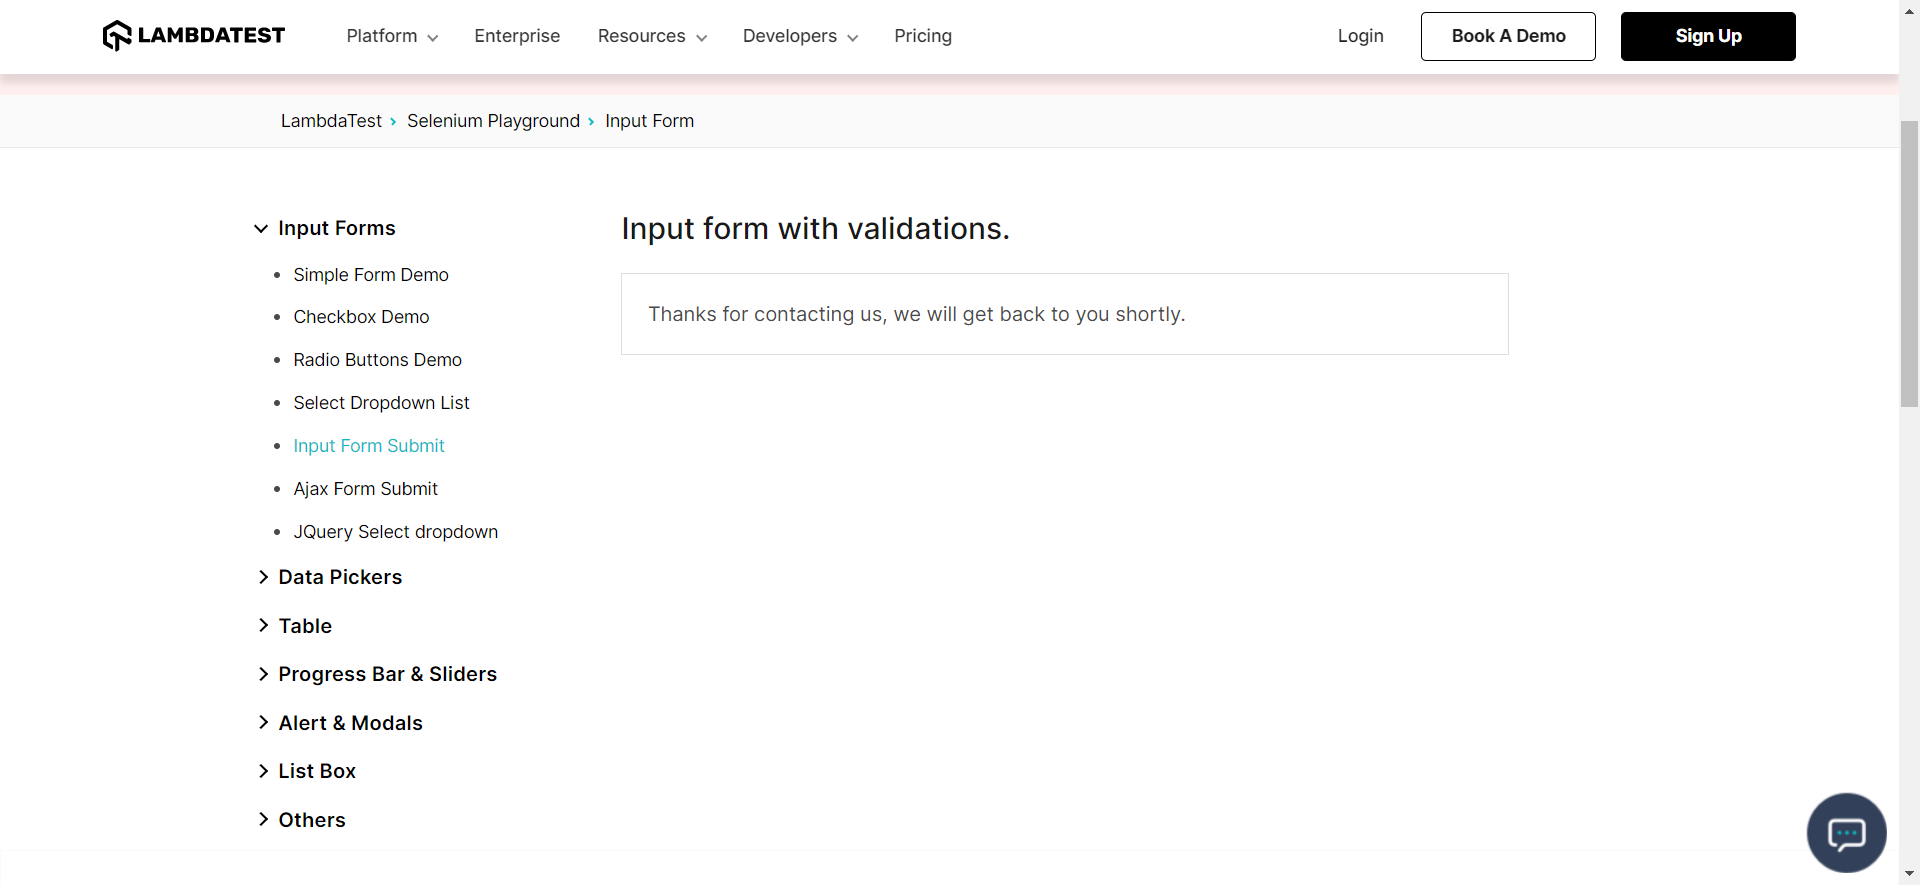 LAMBDATEST Platform Enterprise Resources Developers Pricing Login Book A Demo Sign Up
LambdaTest › Selenium Playground › Input Form
Input Forms
Simple Form Demo
Checkbox Demo
Radio Buttons Demo
Select Dropdown List
Input Form Submit
Ajax Form Submit
JQuery Select dropdown
Data Pickers
Table
Progress Bar & Sliders
Alert & Modals
List Box
Others
Input form with validations.
Thanks for contacting us, we will get back to you shortly.